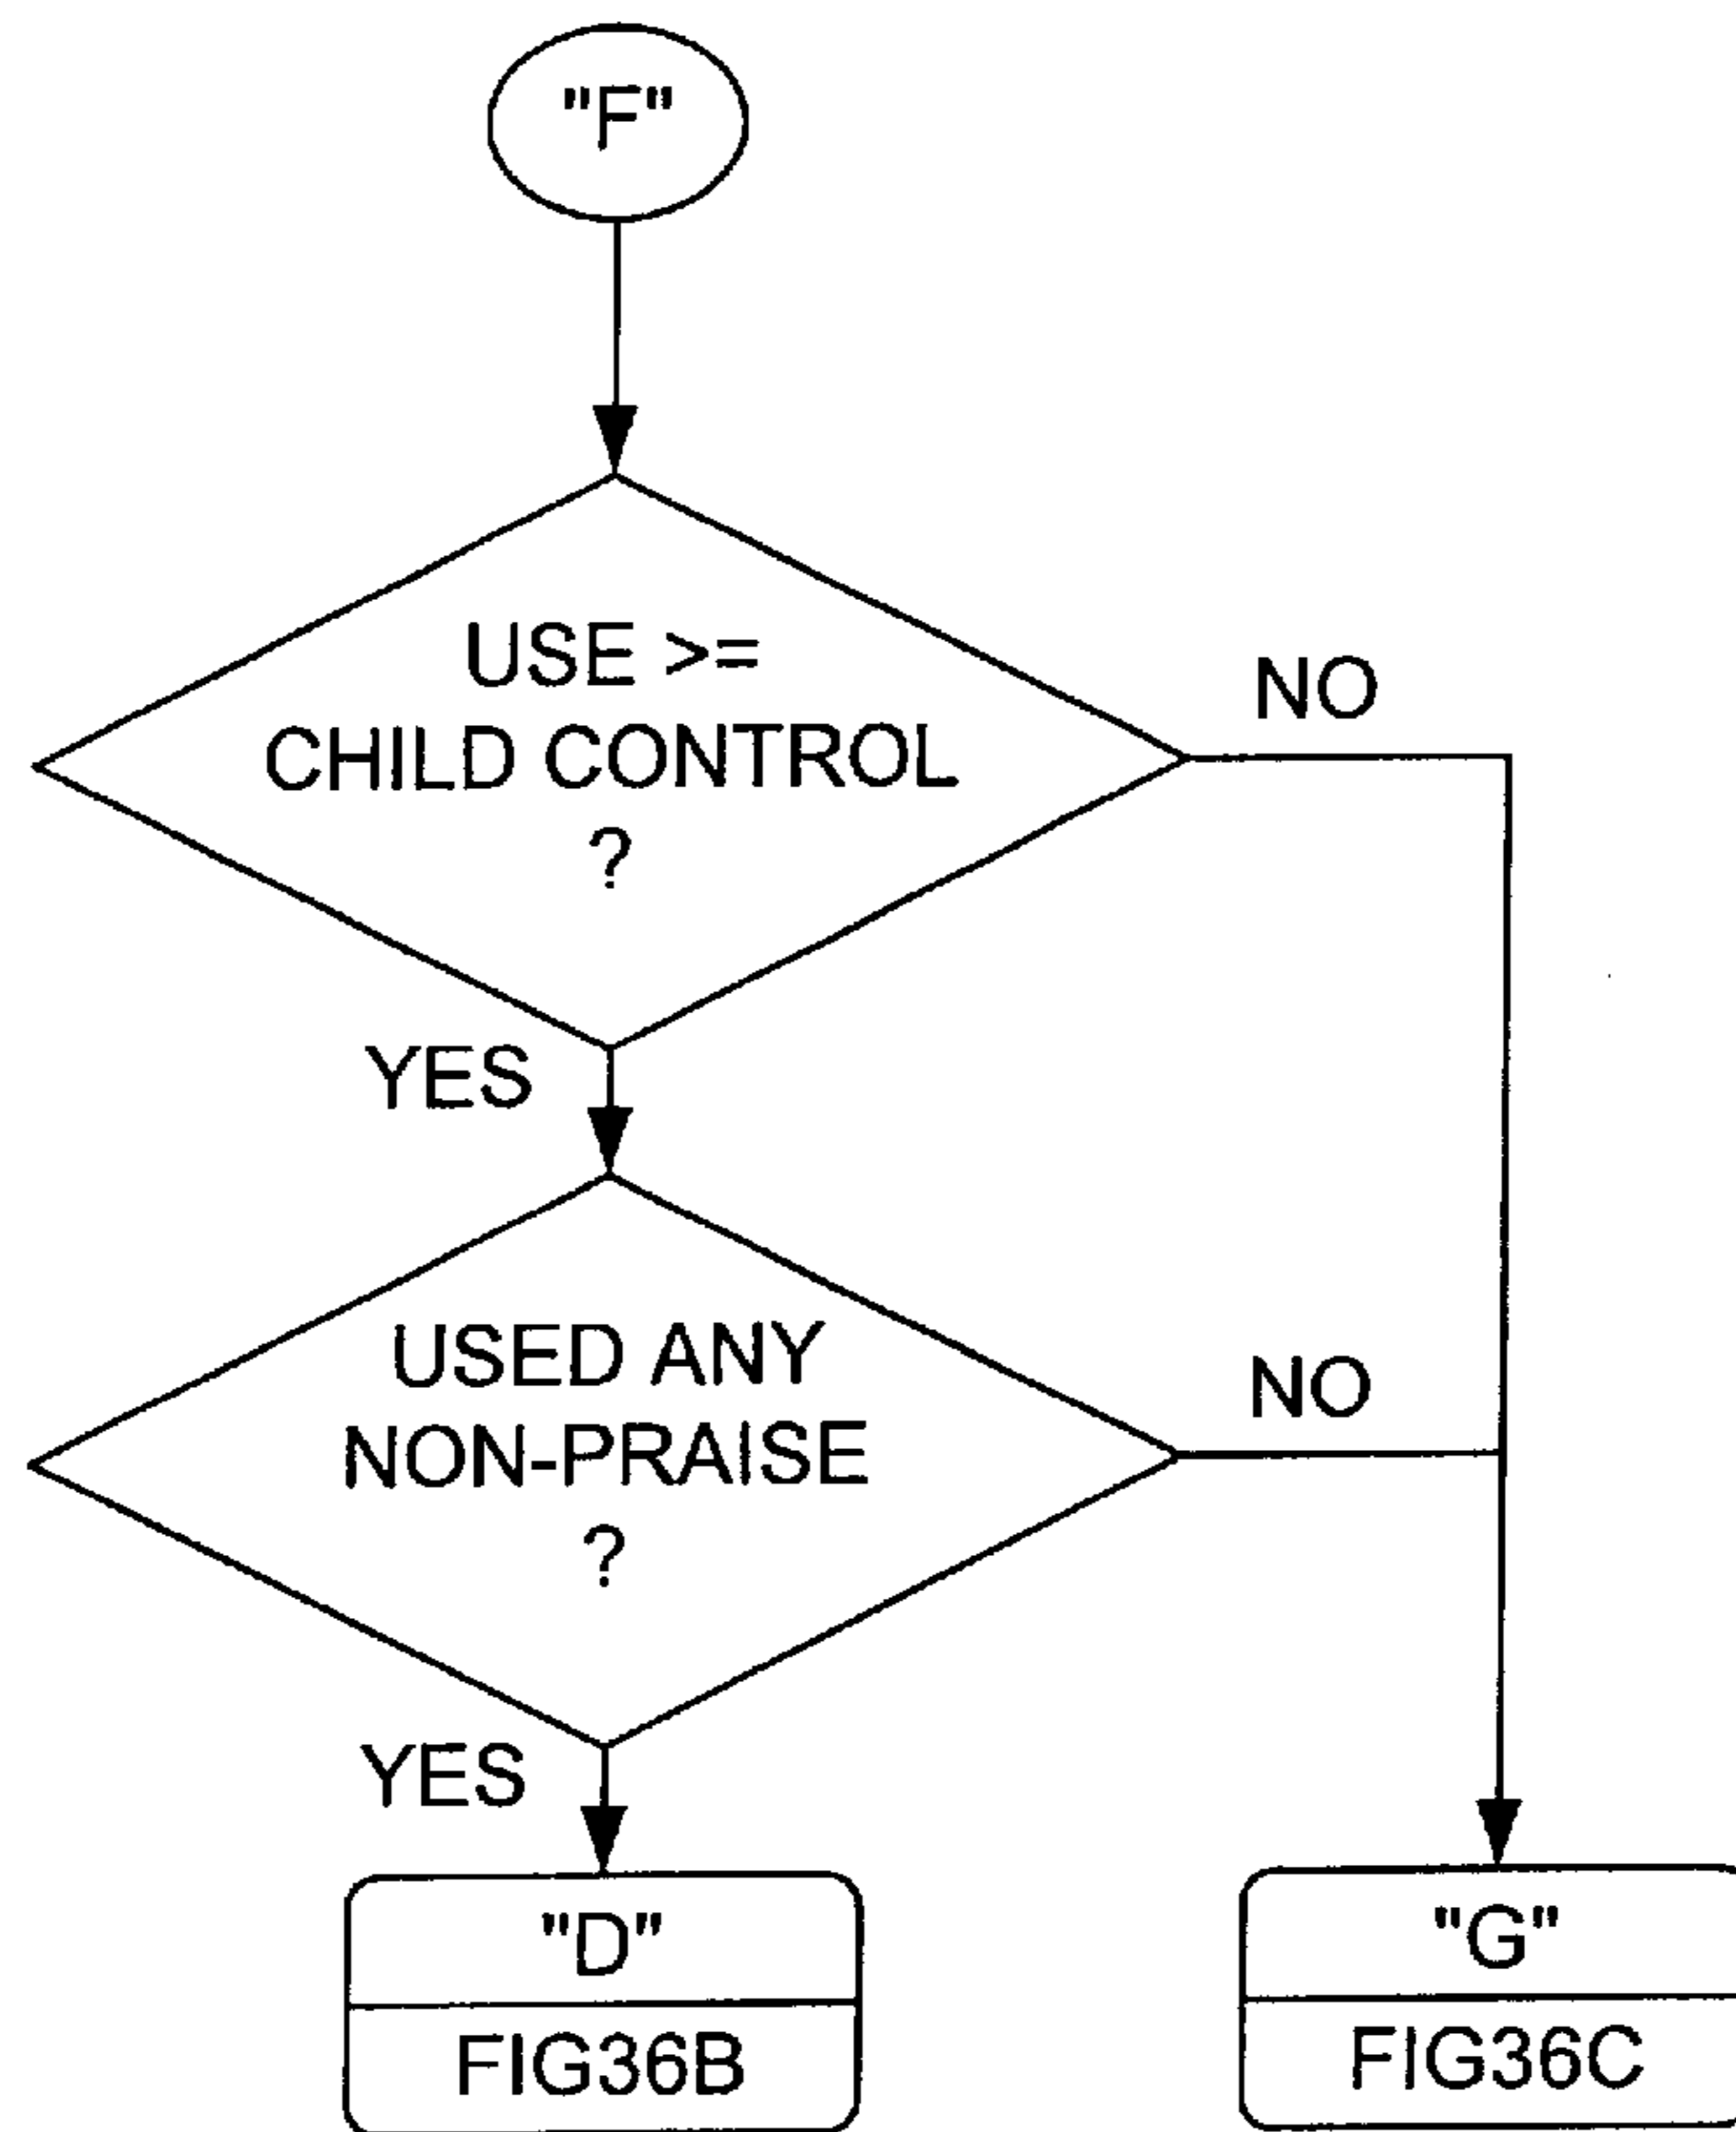 "F"
USE >=
CHILD CONTROL
?
NO
YES
USED ANY
NON-PRAISE
?
NO
YES
"D"
FIG36B
"G"
FIG36C